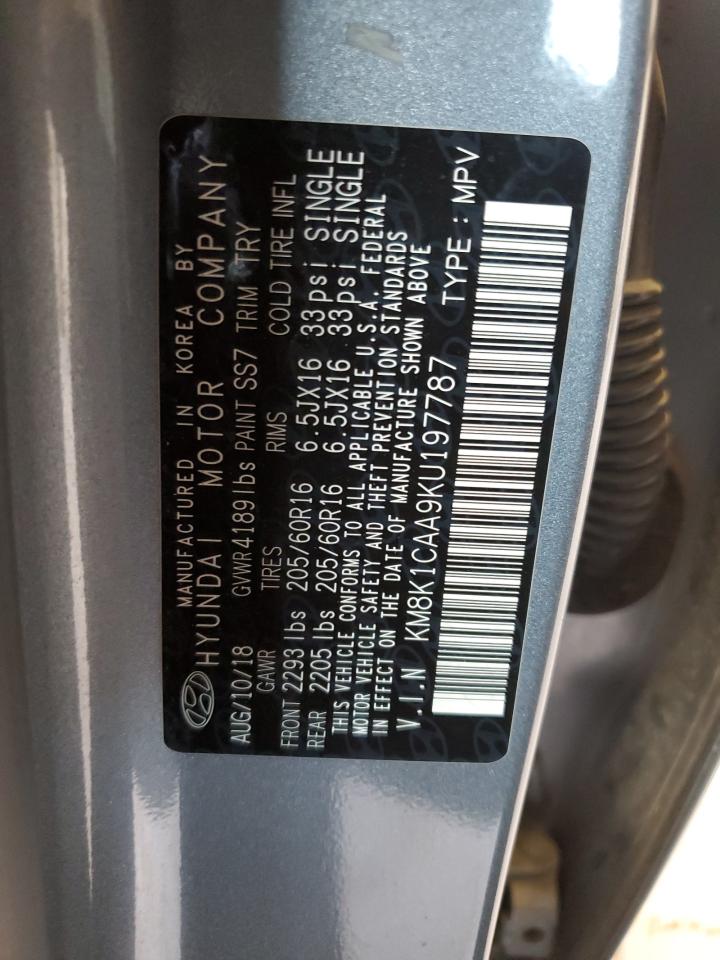 MANUFACTURED IN KOREA BY
HYUNDAI MOTOR COMPANY
AUG/10/18 GVWR 4189 lbs PAINT SS7 TRIM TRY
GAWR TIRES RIMS COLD TIRE INFL
FRONT 2293 lbs 205/60R16 6.5JX16 33psi SINGLE
REAR 2205 lbs 205/60R16 6.5JX16 33psi SINGLE
THIS VEHICLE CONFORMS TO ALL APPLICABLE U.S.A. FEDERAL
MOTOR VEHICLE SAFETY AND THEFT PREVENTION STANDARDS
IN EFFECT ON THE DATE OF MANUFACTURE SHOWN ABOVE
V.I.N KM8K1CAA9KU197787 TYPE : MPV